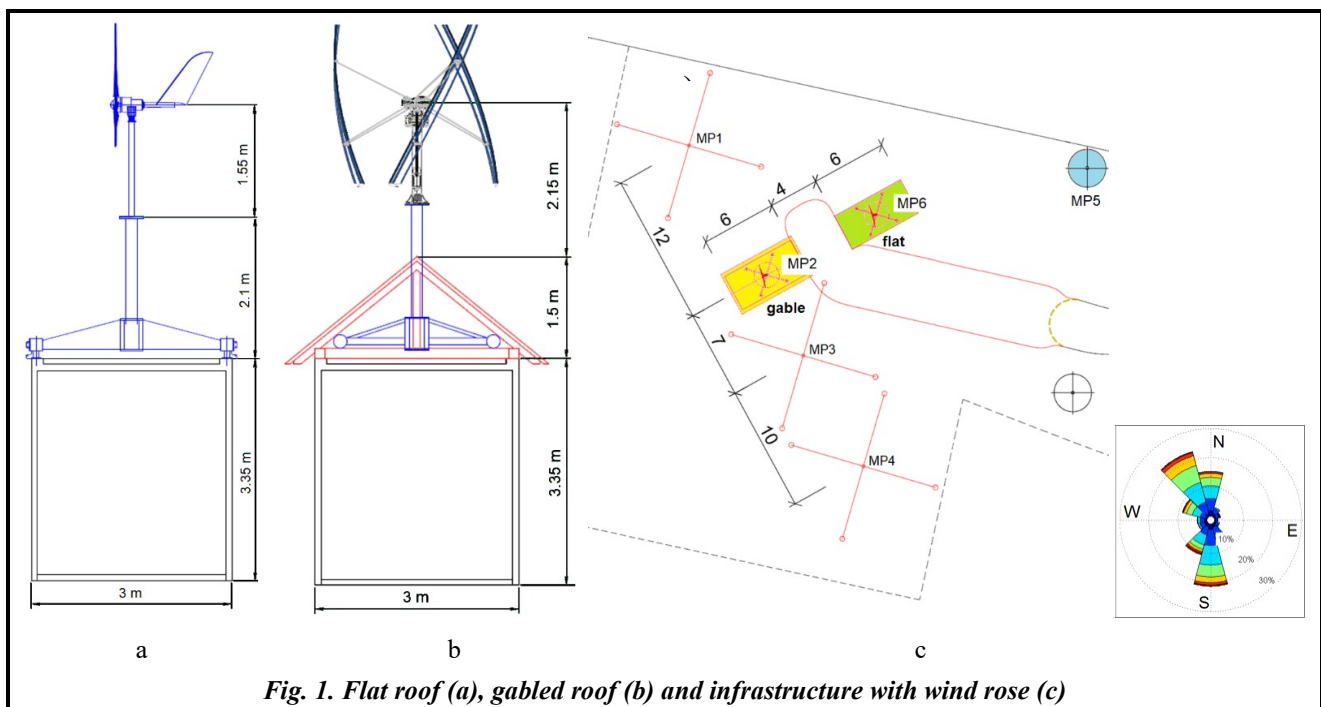 1.55 m
2.1 m
3.35 m
3 m
a
2.15 m
1.5 m
3.35 m
3 m
b
MP1
6
4
6
12
MP6
flat
MP2
gable
MP5
7
MP3
10
MP4
N
W
E
S
10%
20%
30%
c
Fig. 1. Flat roof (a), gabled roof (b) and infrastructure with wind rose (c)